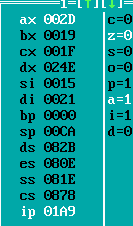 1=[↑][↓]
ax 002D c=0
bx 0019 z=0
cx 001F s=0
dx 024E o=0
si 0015 p=1
di 0021 a=1
bp 0000 i=1
sp 00CA d=0
ds 082B
es 080E
ss 081E
cs 0878
ip 01A9